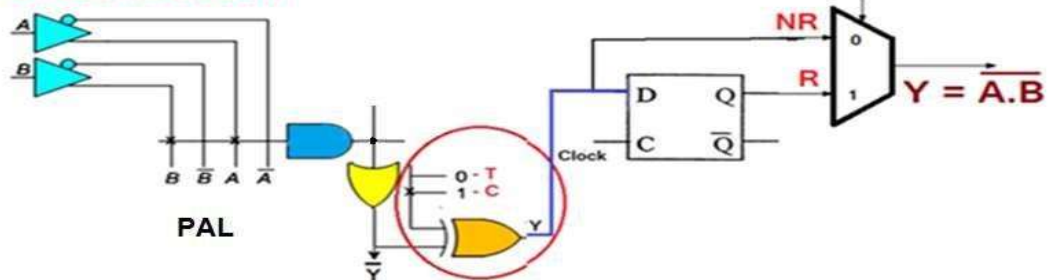 A
B
B B̅ A A̅
PAL
0 - T
1 - C
Y
Y̅
Clock
D Q
C Q̅
NR
R
0
1
Y = A̅.̅B̅